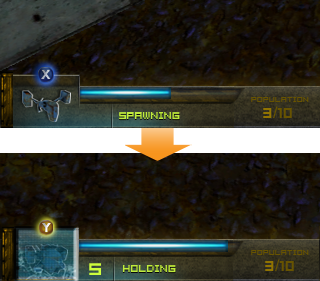 X
POPULATION
3/10
SPAWNING
Y
POPULATION
3/10
5 HOLDING